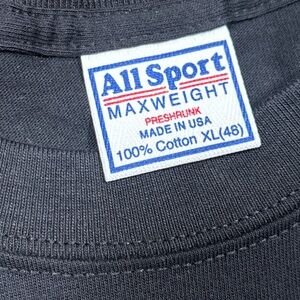 All Sport
MAXWEIGHT
PRESHRUNK
MADE IN USA
100% Cotton XL(48)